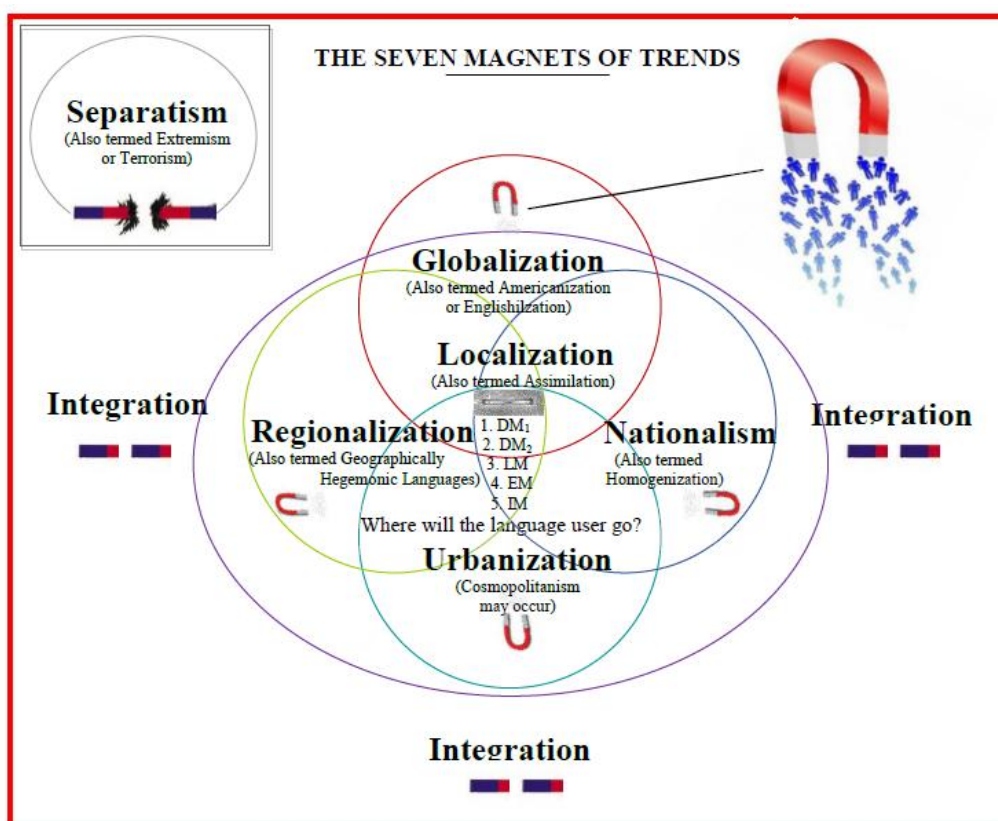 THE SEVEN MAGNETS OF TRENDS
Separatism
(Also termed Extremism
or Terrorism)
Globalization
(Also termed Americanization
or Englishilzation)
Localization
(Also termed Assimilation)
Integration
Integration
Regionalization
(Also termed Geographically
Hegemonic Languages)
1. DM₁
2. DM₂
3. LM
4. EM
5. IM
Nationalism
(Also termed
Homogenization)
Where will the language user go?
Urbanization
(Cosmopolitanism
may occur)
Integration